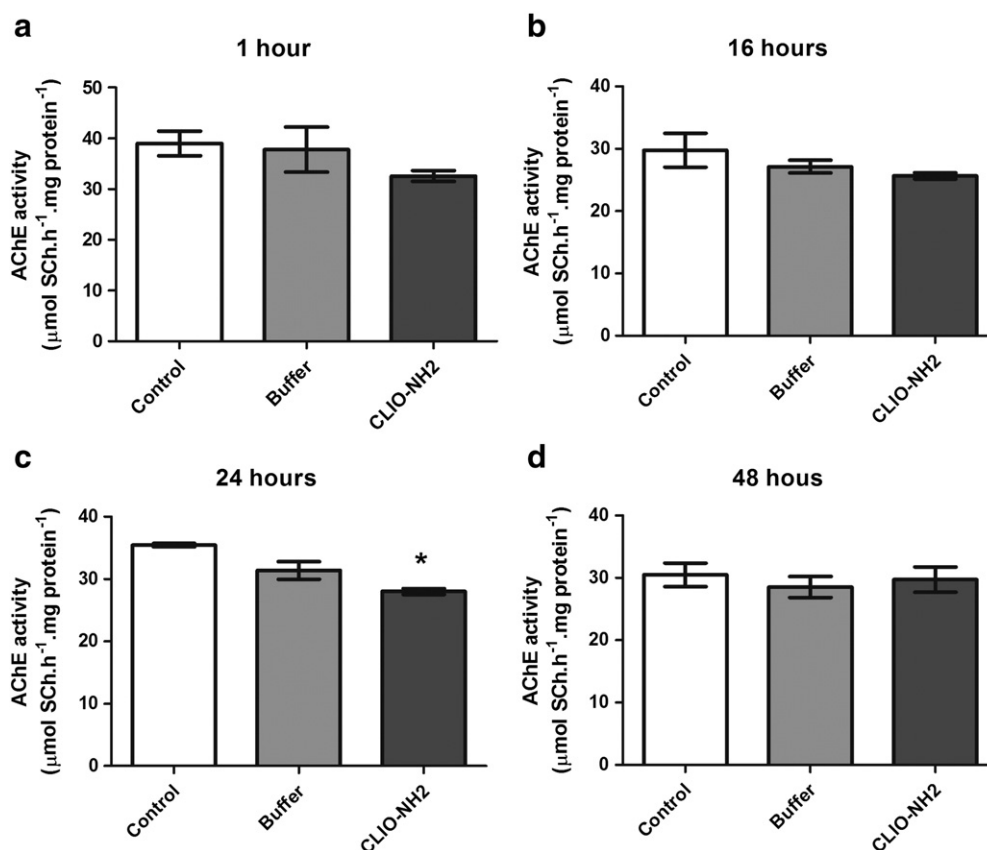 a
1 hour
AChE activity
(µmol SCh.h⁻¹.mg protein⁻¹)
50
40
30
20
10
0
Control
Buffer
CLIO-NH2
b
16 hours
AChE activity
(µmol SCh.h⁻¹.mg protein⁻¹)
40
30
20
10
0
Control
Buffer
CLIO-NH2
c
24 hours
AChE activity
(µmol SCh.h⁻¹.mg protein⁻¹)
40
30
20
10
0
*
Control
Buffer
CLIO-NH2
d
48 hous
AChE activity
(µmol SCh.h⁻¹.mg protein⁻¹)
40
30
20
10
0
Control
Buffer
CLIO-NH2